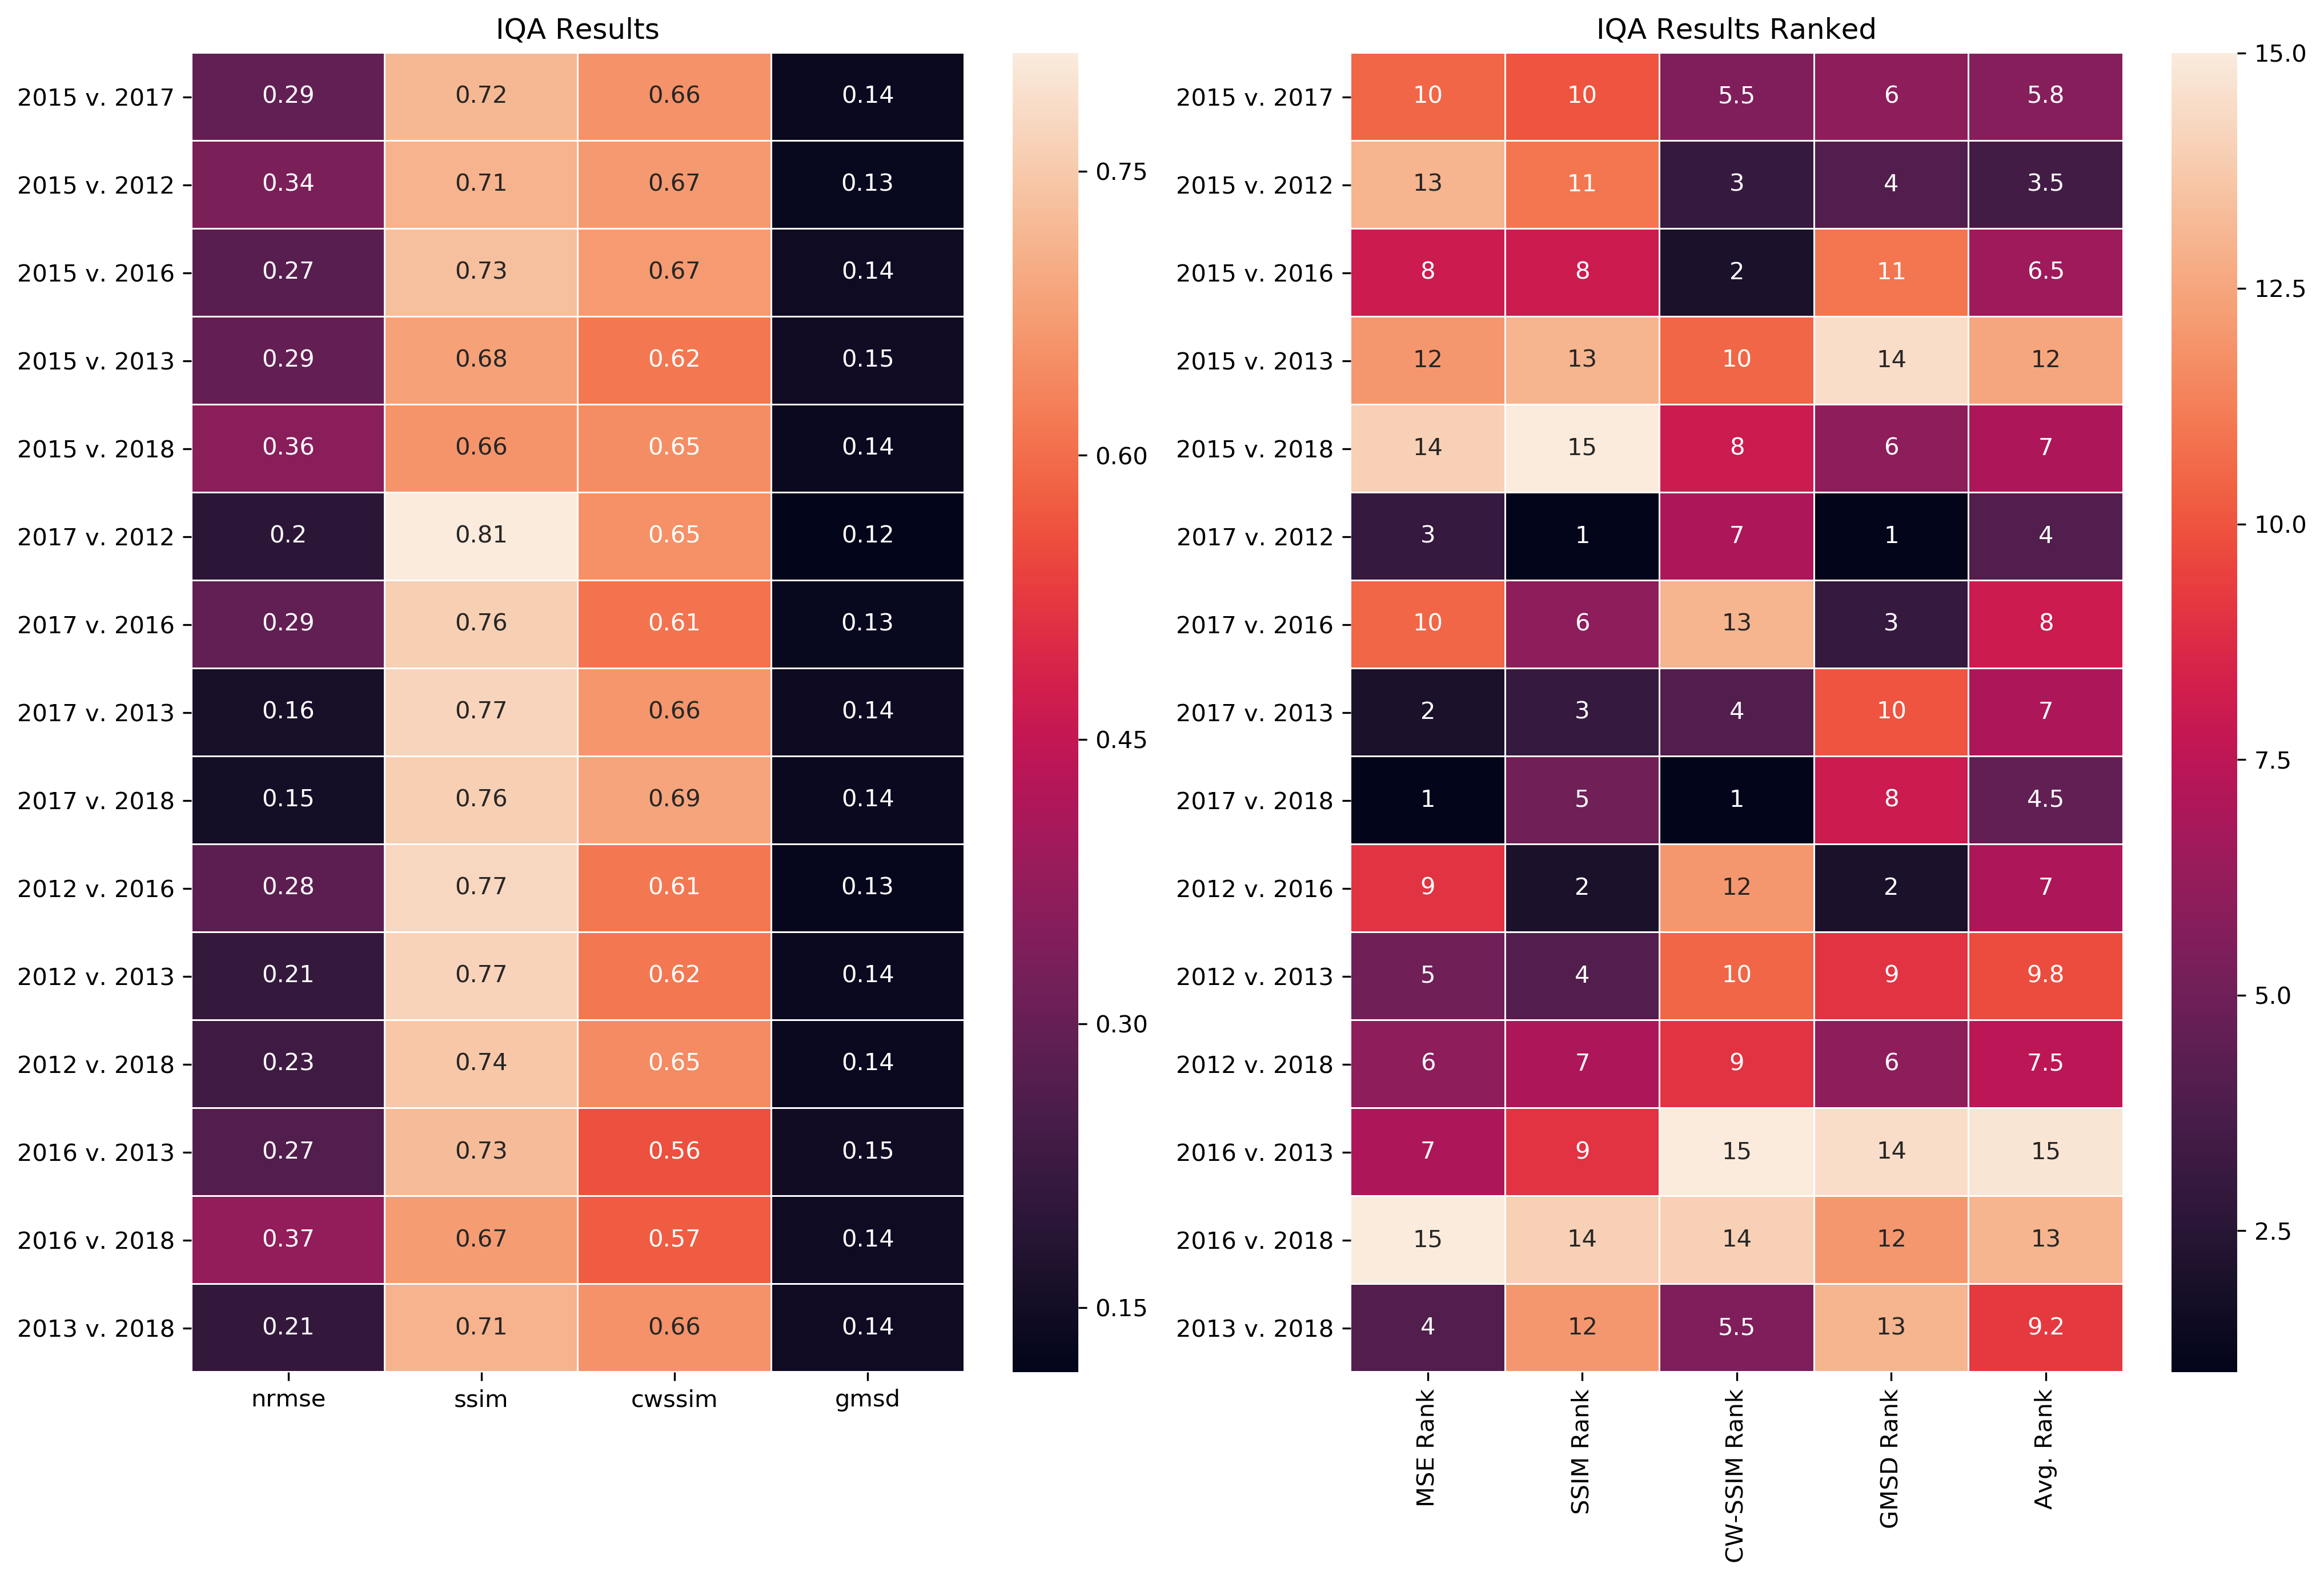 IQA Results
2015 v. 2017 0.29 0.72 0.66 0.14
2015 v. 2012 0.34 0.71 0.67 0.13
2015 v. 2016 0.27 0.73 0.67 0.14
2015 v. 2013 0.29 0.68 0.62 0.15
2015 v. 2018 0.36 0.66 0.65 0.14
2017 v. 2012 0.2 0.81 0.65 0.12
2017 v. 2016 0.29 0.76 0.61 0.13
2017 v. 2013 0.16 0.77 0.66 0.14
2017 v. 2018 0.15 0.76 0.69 0.14
2012 v. 2016 0.28 0.77 0.61 0.13
2012 v. 2013 0.21 0.77 0.62 0.14
2012 v. 2018 0.23 0.74 0.65 0.14
2016 v. 2013 0.27 0.73 0.56 0.15
2016 v. 2018 0.37 0.67 0.57 0.14
2013 v. 2018 0.21 0.71 0.66 0.14
nrmse ssim cwssim gmsd
0.75
0.60
0.45
0.30
0.15
IQA Results Ranked
2015 v. 2017 10 10 5.5 6 5.8
2015 v. 2012 13 11 3 4 3.5
2015 v. 2016 8 8 2 11 6.5
2015 v. 2013 12 13 10 14 12
2015 v. 2018 14 15 8 6 7
2017 v. 2012 3 1 7 1 4
2017 v. 2016 10 6 13 3 8
2017 v. 2013 2 3 4 10 7
2017 v. 2018 1 5 1 8 4.5
2012 v. 2016 9 2 12 2 7
2012 v. 2013 5 4 10 9 9.8
2012 v. 2018 6 7 9 6 7.5
2016 v. 2013 7 9 15 14 15
2016 v. 2018 15 14 14 12 13
2013 v. 2018 4 12 5.5 13 9.2
MSE Rank
SSIM Rank
CW-SSIM Rank
GMSD Rank
Avg. Rank
15.0
12.5
10.0
7.5
5.0
2.5